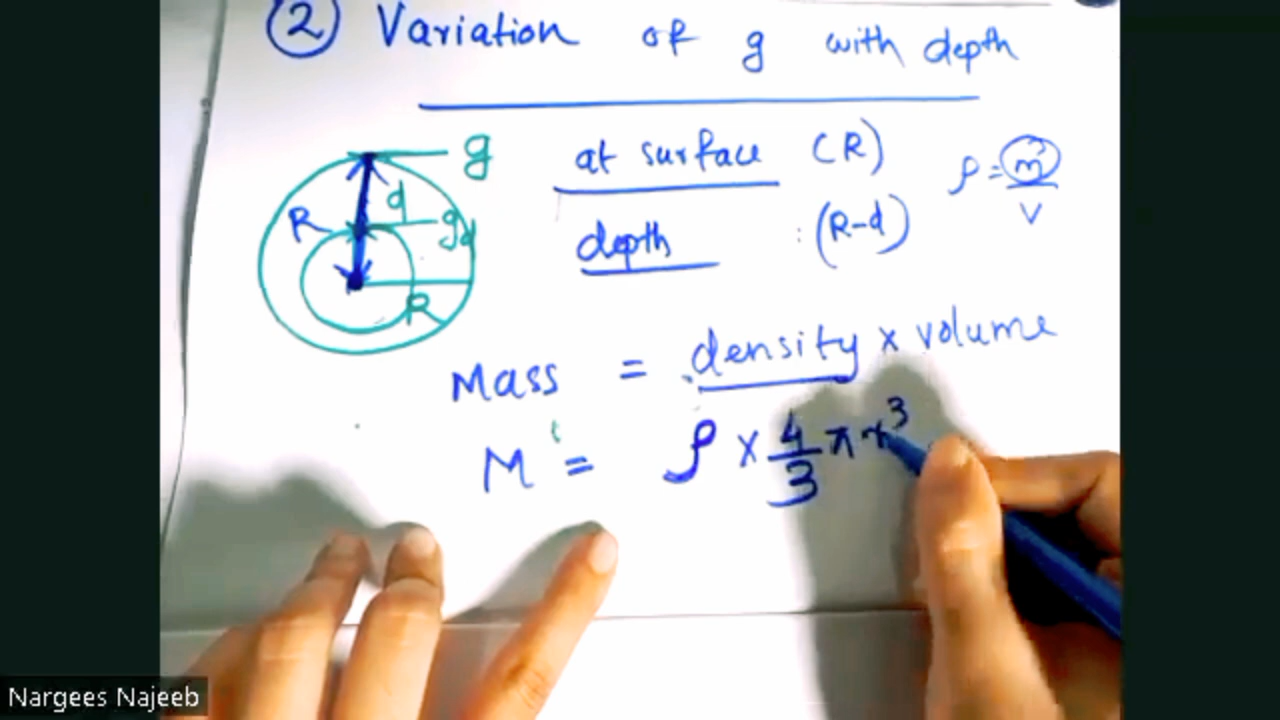 ② Variation of g with depth
g
d
R
gd
R
at surface (R)
depth : (R-d)
ρ = m
V
Mass = density x volume
M = ρ x 4/3 π r³
Nargees Najeeb